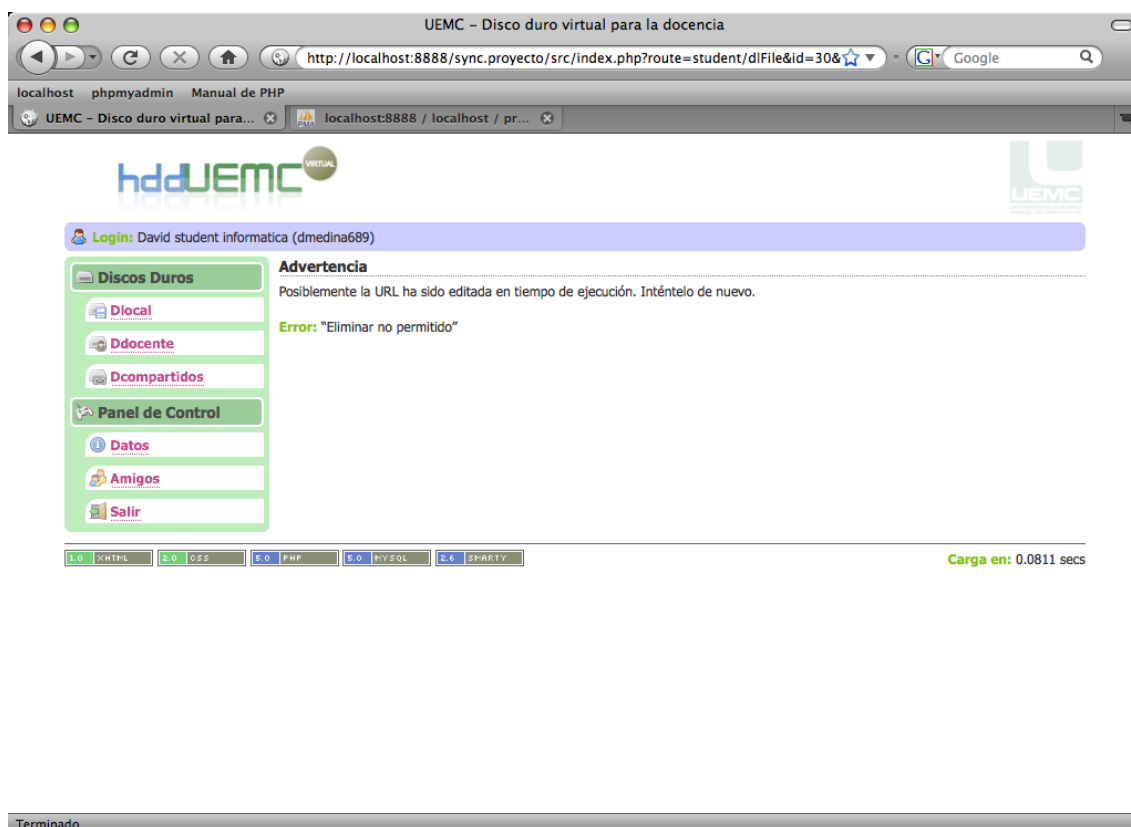 UEMC – Disco duro virtual para la docencia
http://localhost:8888/sync.proyecto/src/index.php?route=student/dlFile&id=30&
Google
localhost phpmyadmin Manual de PHP
UEMC – Disco duro virtual para... localhost:8888 / localhost / pr...
hddUEMC VIRTUAL
UEMC
Login: David student informatica (dmedina689)
Discos Duros
Dlocal
Ddocente
Dcompartidos
Panel de Control
Datos
Amigos
Salir
Advertencia
Posiblemente la URL ha sido editada en tiempo de ejecución. Inténtelo de nuevo.
Error: “Eliminar no permitido”
1.0 XHTML 2.0 CSS 5.0 PHP 5.0 MYSQL 2.6 SMARTY
Carga en: 0.0811 secs
Terminado